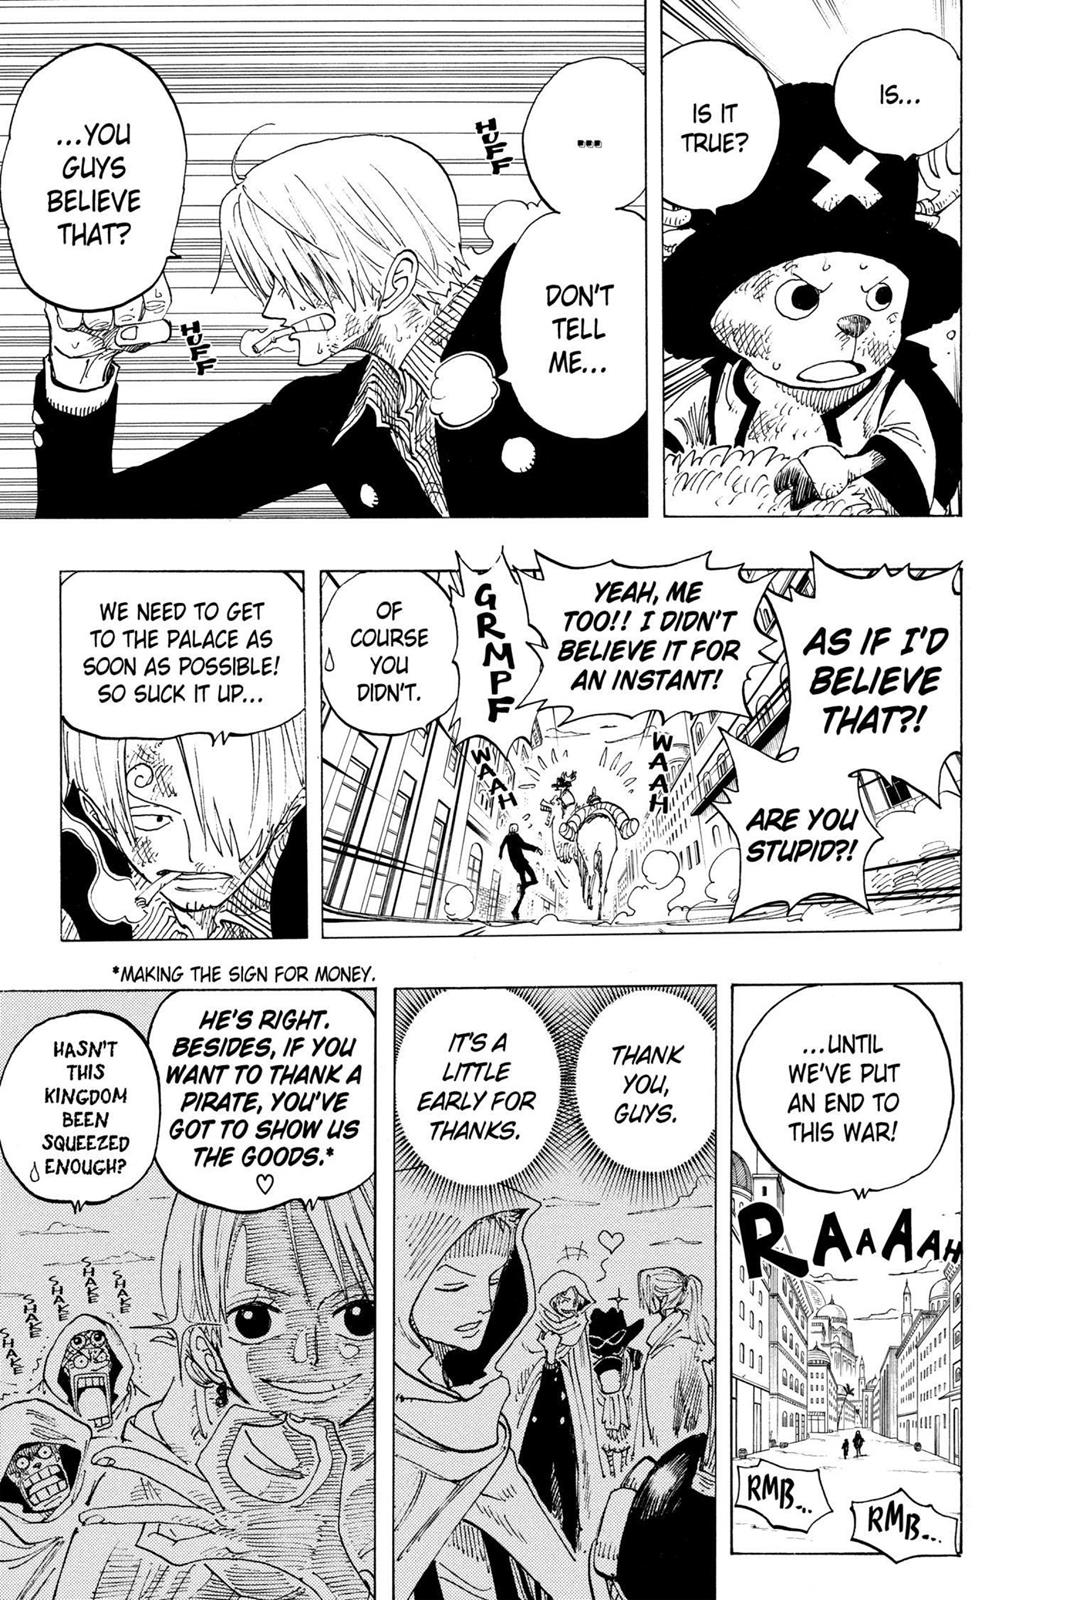 IS...
IS IT
TRUE?
...
DON'T
TELL
ME...
HUFF
HUFF
...YOU
GUYS
BELIEVE
THAT?
AS IF I'D
BELIEVE
THAT?!
ARE YOU
STUPID?!
YEAH, ME
TOO!! I DIDN'T
BELIEVE IT FOR
AN INSTANT!
GRMPF
WAAH
WAAH
OF
COURSE
YOU
DIDN'T.
WE NEED TO GET
TO THE PALACE AS
SOON AS POSSIBLE!
SO SUCK IT UP...
...UNTIL
WE'VE PUT
AN END TO
THIS WAR!
RAAAAH
RMB...
RMB...
THANK
YOU,
GUYS.
IT'S A
LITTLE
EARLY FOR
THANKS.
*MAKING THE SIGN FOR MONEY.
HE'S RIGHT.
BESIDES, IF YOU
WANT TO THANK A
PIRATE, YOU'VE
GOT TO SHOW US
THE GOODS.*
♡
HASN'T
THIS
KINGDOM
BEEN
SQUEEZED
ENOUGH?
SHAKE
SHAKE
SHAKE
SHAKE
SHAKE
SHAKE